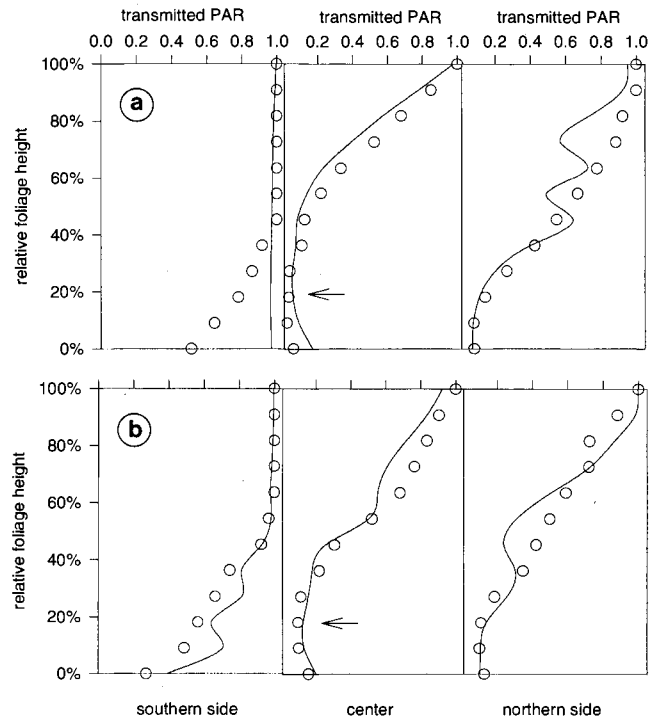 transmitted PAR transmitted PAR transmitted PAR
0.0 0.2 0.4 0.6 0.8 1.0 0.2 0.4 0.6 0.8 1.0 0.2 0.4 0.6 0.8 1.0
100%
80%
60%
40%
20%
0%
relative foliage height
a
100%
80%
60%
40%
20%
0%
relative foliage height
b
southern side center northern side